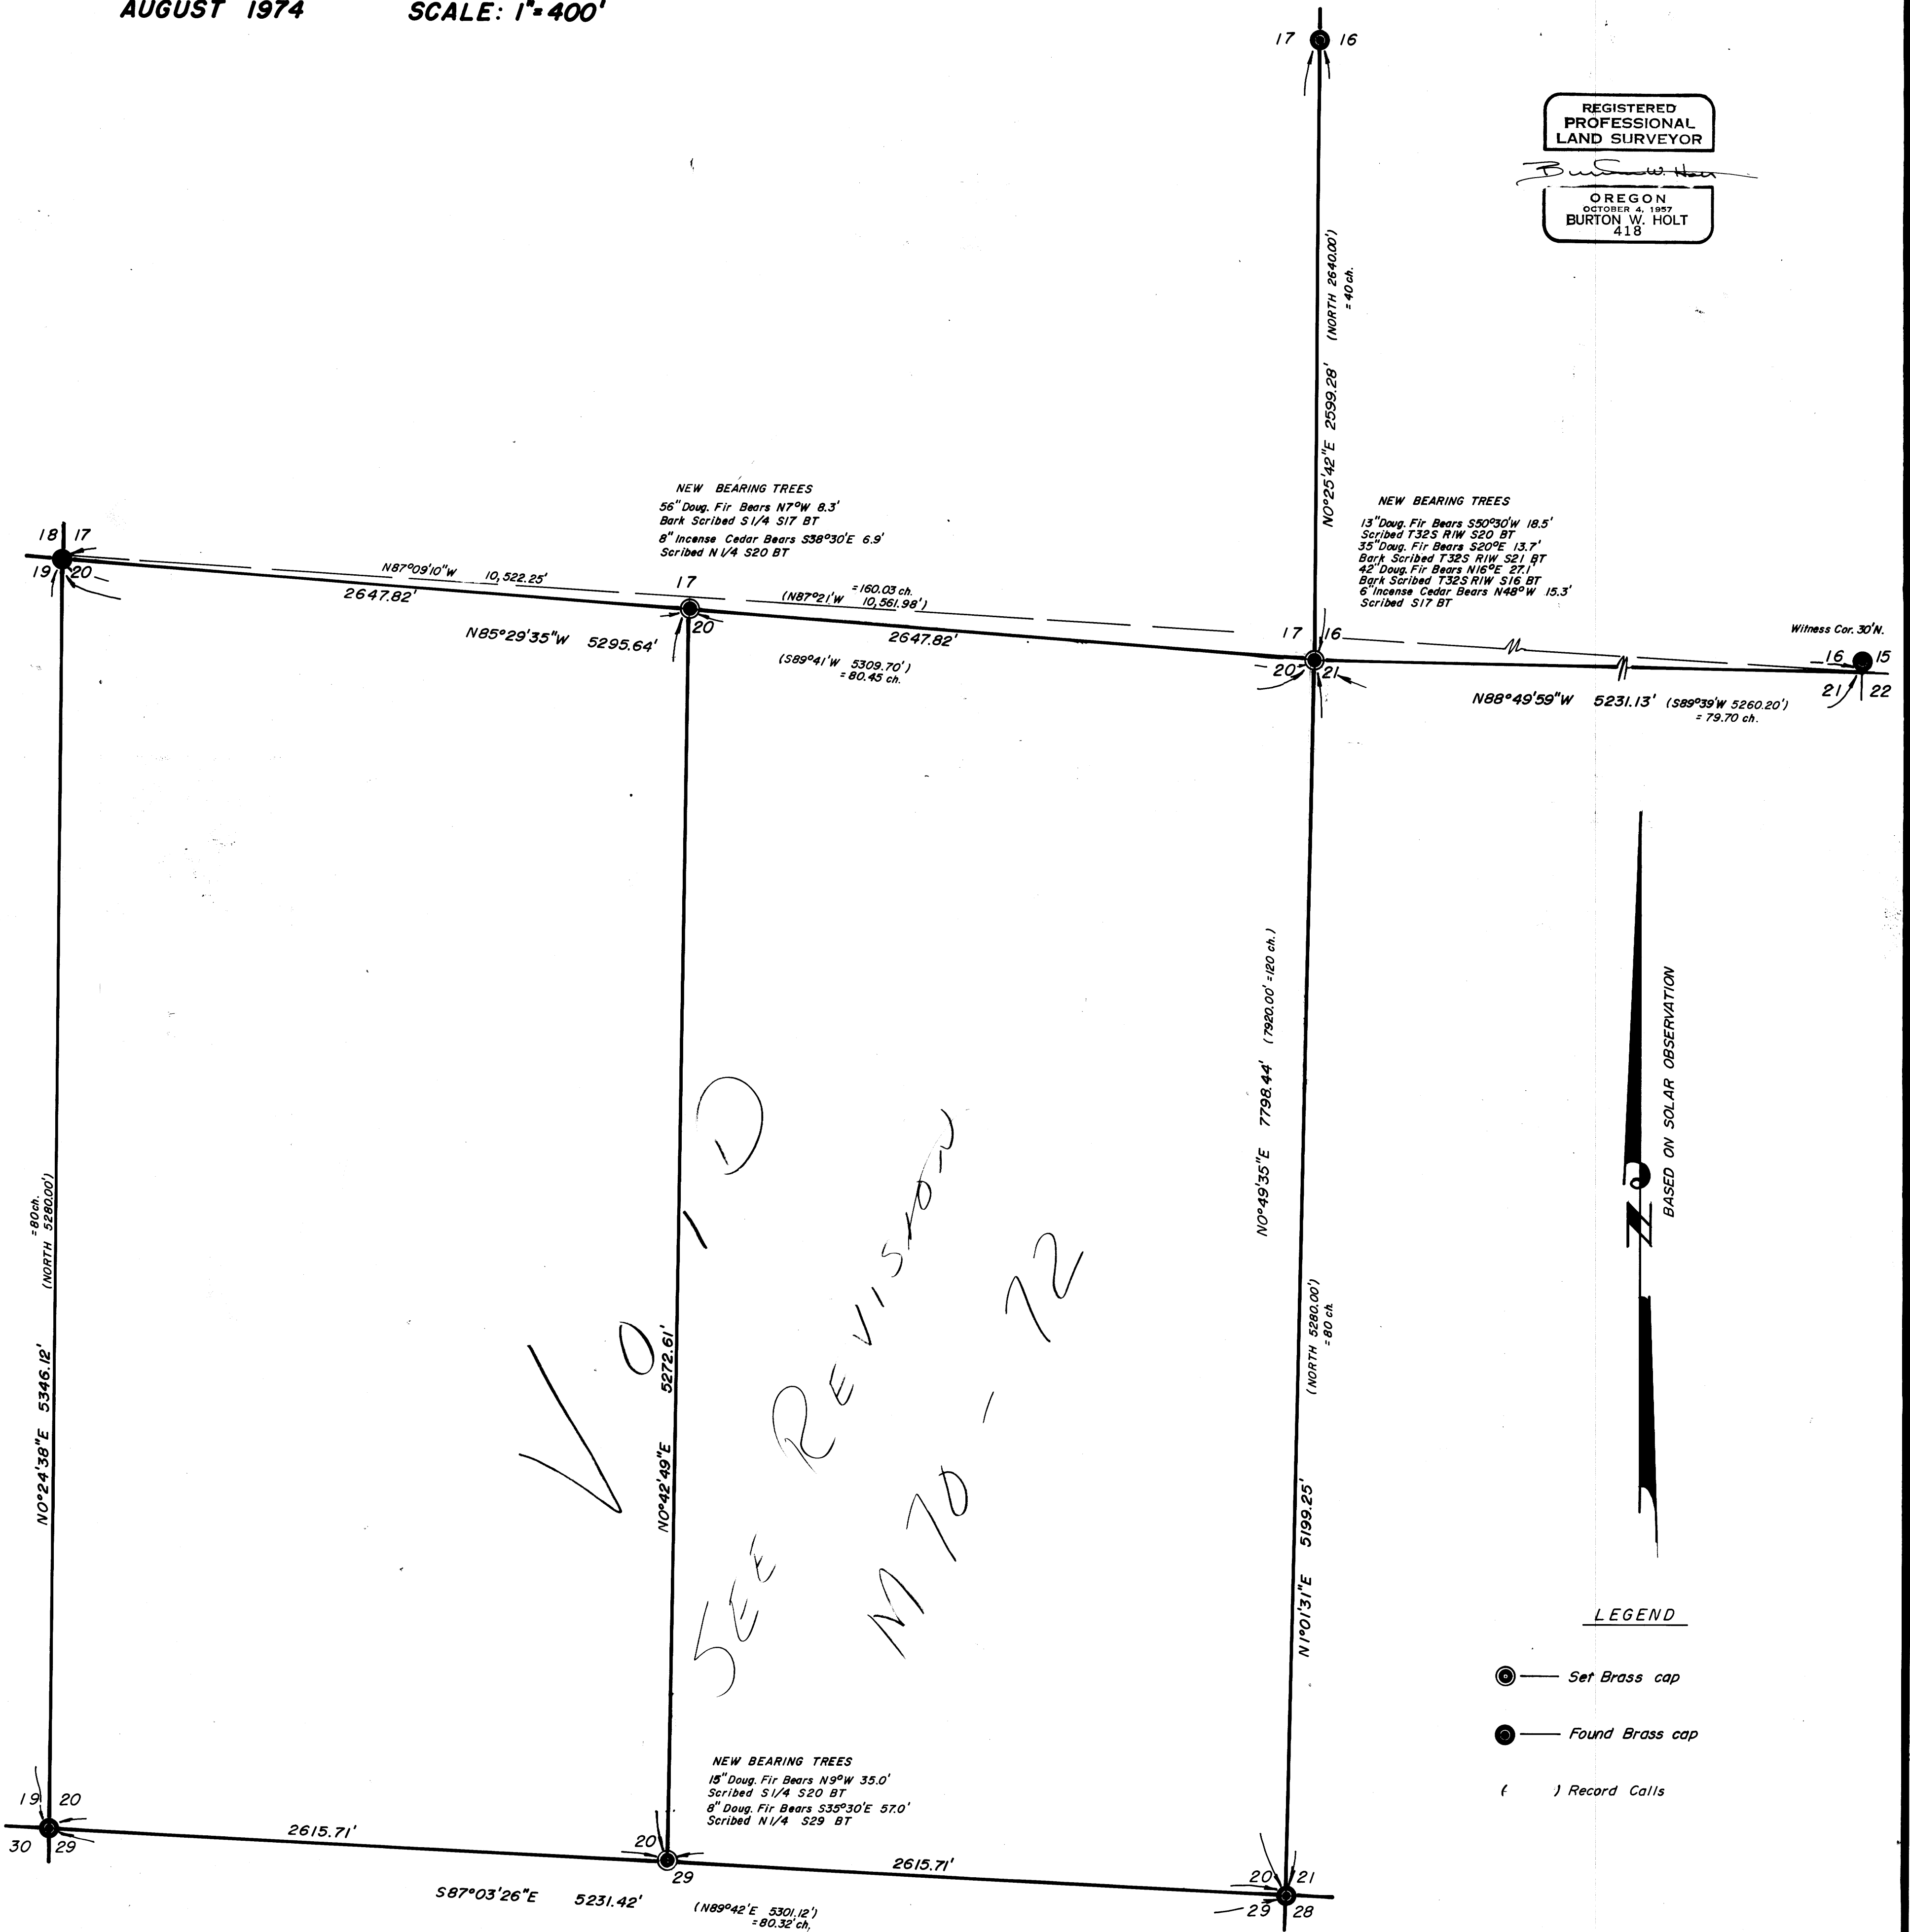 AUGUST 1974 SCALE: 1"=400'
17 16
REGISTERED
PROFESSIONAL
LAND SURVEYOR
Burton W. Holt
OREGON
OCTOBER 4, 1957
BURTON W. HOLT
418
N0°25'42"E 2599.28' (NORTH 2640.00')
= 40 ch.
NEW BEARING TREES
56" Doug. Fir Bears N7°W 8.3'
Bark Scribed S1/4 S17 BT
8" Incense Cedar Bears S38°30'E 6.9'
Scribed N1/4 S20 BT
NEW BEARING TREES
13" Doug. Fir Bears S50°30'W 18.5'
Scribed T32S R1W S20 BT
35" Doug. Fir Bears S20°E 13.7'
Bark Scribed T32S R1W S21 BT
42" Doug. Fir Bears N16°E 27.1'
Bark Scribed T32S R1W S16 BT
6" Incense Cedar Bears N48°W 15.3'
Scribed S17 BT
18 17
19 20
N87°09'10"W 10,522.25'
2647.82'
17
20
=160.03 ch.
(N87°21'W 10,561.98')
2647.82'
N85°29'35"W 5295.64'
(S89°41'W 5309.70')
= 80.45 ch.
17 16
20 21
Witness Cor. 30'N.
16 15
21 22
N88°49'59"W 5231.13' (S89°39'W 5260.20')
= 79.70 ch.
N0°49'35"E 7798.44' (7920.00' =120 ch.)
BASED ON SOLAR OBSERVATION
N
=80ch.
(NORTH 5280.00')
N0°24'38"E 5346.12'
N0°42'49"E 5272.61'
VOID
SEE REVISION
M 70-72
(NORTH 5280.00')
= 80 ch.
N1°01'31"E 5199.25'
LEGEND
Set Brass cap
Found Brass cap
( ) Record Calls
NEW BEARING TREES
15" Doug. Fir Bears N9°W 35.0'
Scribed S1/4 S20 BT
8" Doug. Fir Bears S35°30'E 57.0'
Scribed N1/4 S29 BT
19 20
30 29
2615.71'
20
29
2615.71'
20 21
29 28
S87°03'26"E 5231.42'
(N89°42'E 5301.12')
=80.32'ch,